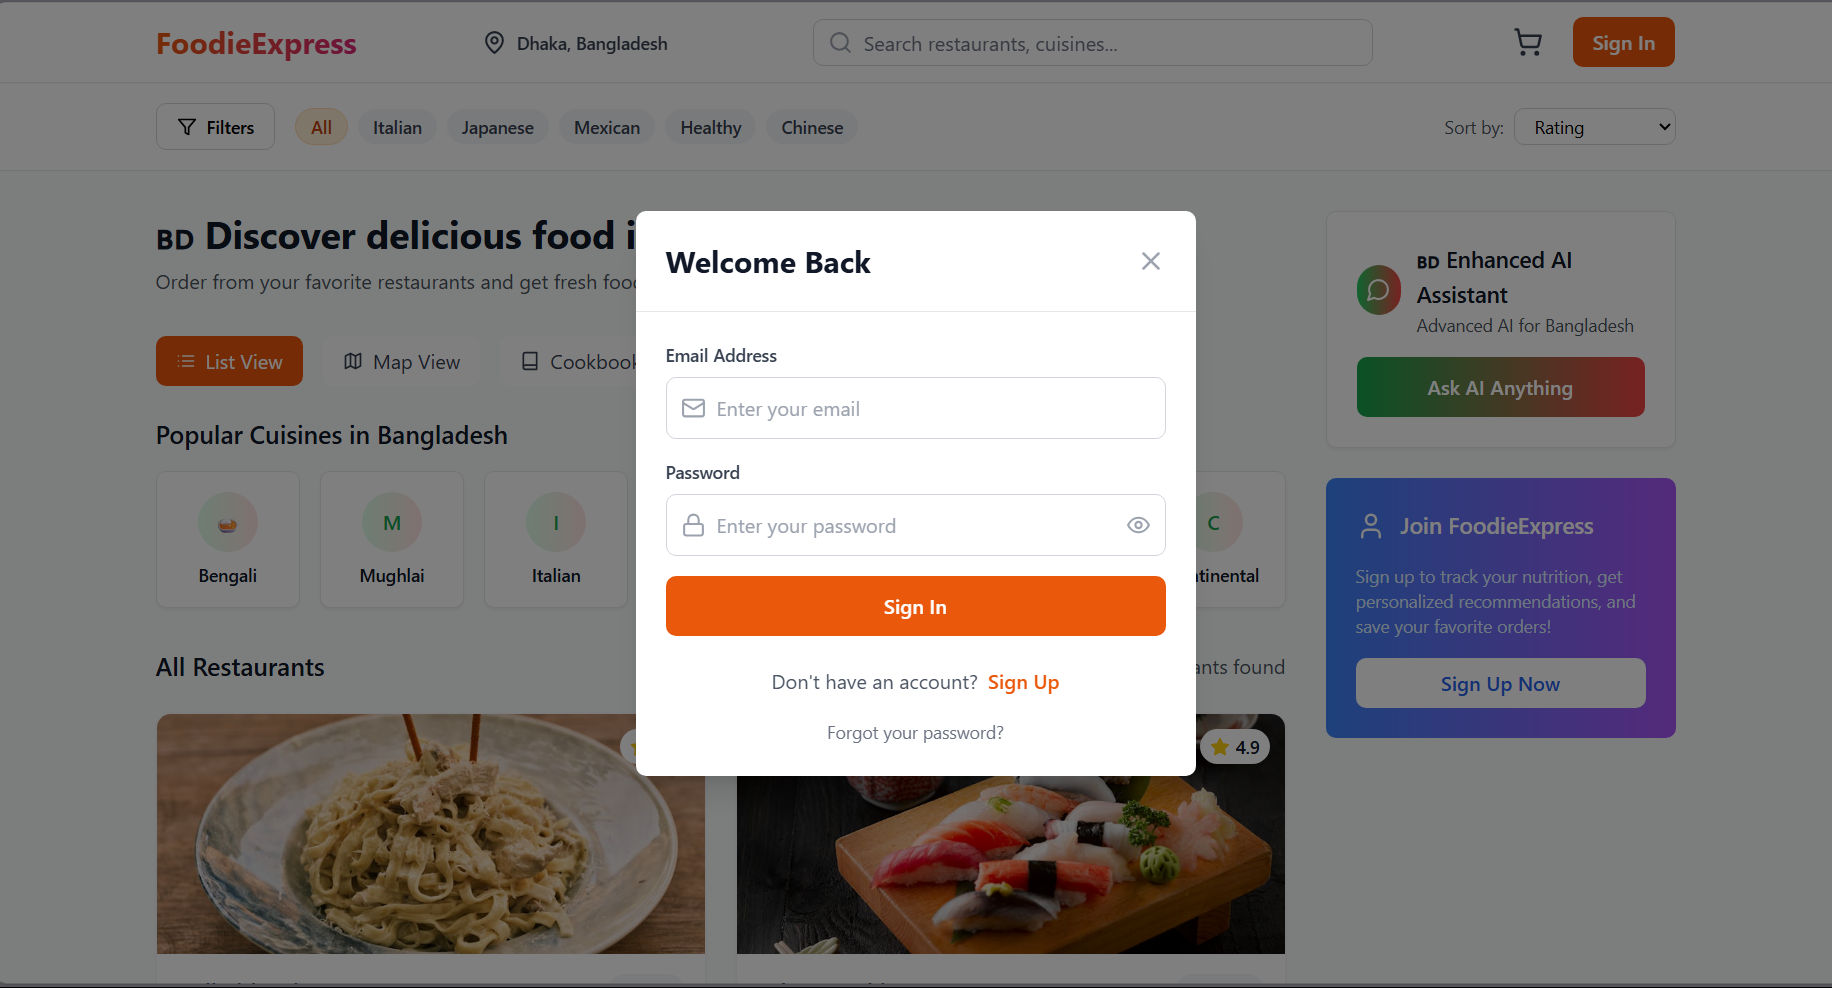 FoodieExpress
Dhaka, Bangladesh
Search restaurants, cuisines...
Sign In
Filters
All
Italian
Japanese
Mexican
Healthy
Chinese
Sort by:
Rating
BD Discover delicious food i
Order from your favorite restaurants and get fresh food
List View
Map View
Cookbook
Popular Cuisines in Bangladesh
Bengali
M
Mughlai
I
Italian
C
tinental
All Restaurants
ants found
4.9
Welcome Back
Email Address
Enter your email
Password
Enter your password
Sign In
Don't have an account? Sign Up
Forgot your password?
BD Enhanced AI
Assistant
Advanced AI for Bangladesh
Ask AI Anything
Join FoodieExpress
Sign up to track your nutrition, get
personalized recommendations, and
save your favorite orders!
Sign Up Now